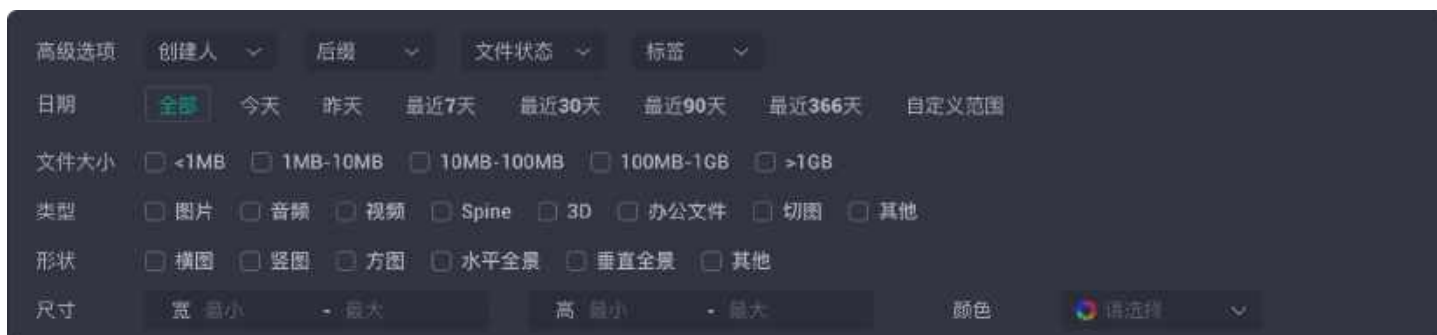 高级选项 创建人 后缀 文件状态 标签
日期 全部 今天 昨天 最近7天 最近30天 最近90天 最近366天 自定义范围
文件大小 <1MB 1MB-10MB 10MB-100MB 100MB-1GB >1GB
类型 图片 音频 视频 Spine 3D 办公文件 切图 其他
形状 横图 竖图 方图 水平全景 垂直全景 其他
尺寸 宽 最小 - 最大 高 最小 - 最大 颜色 请选择